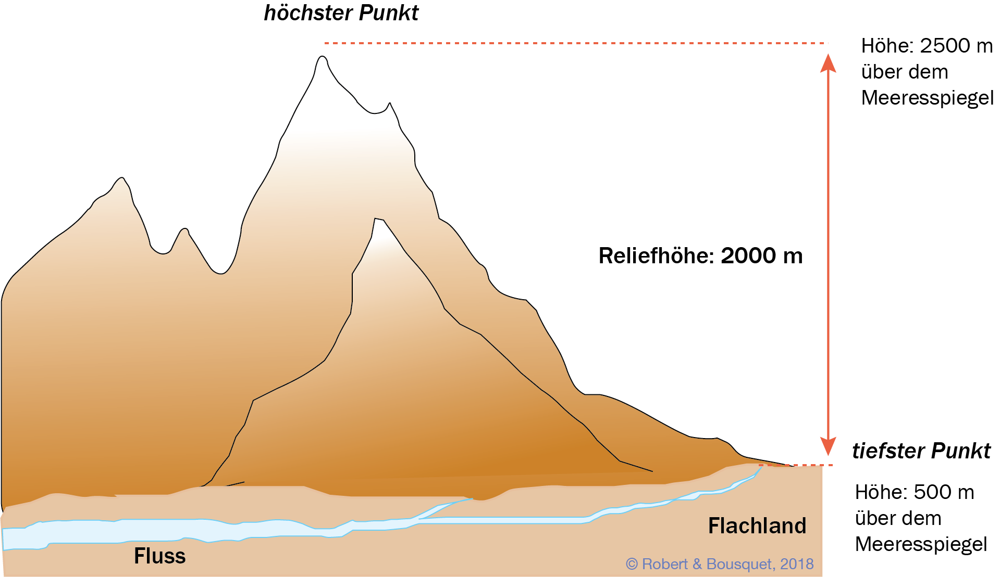 höchster Punkt
Höhe: 2500 m
über dem
Meeresspiegel
Reliefhöhe: 2000 m
tiefster Punkt
Höhe: 500 m
über dem
Meeresspiegel
Flachland
Fluss
© Robert & Bousquet, 2018